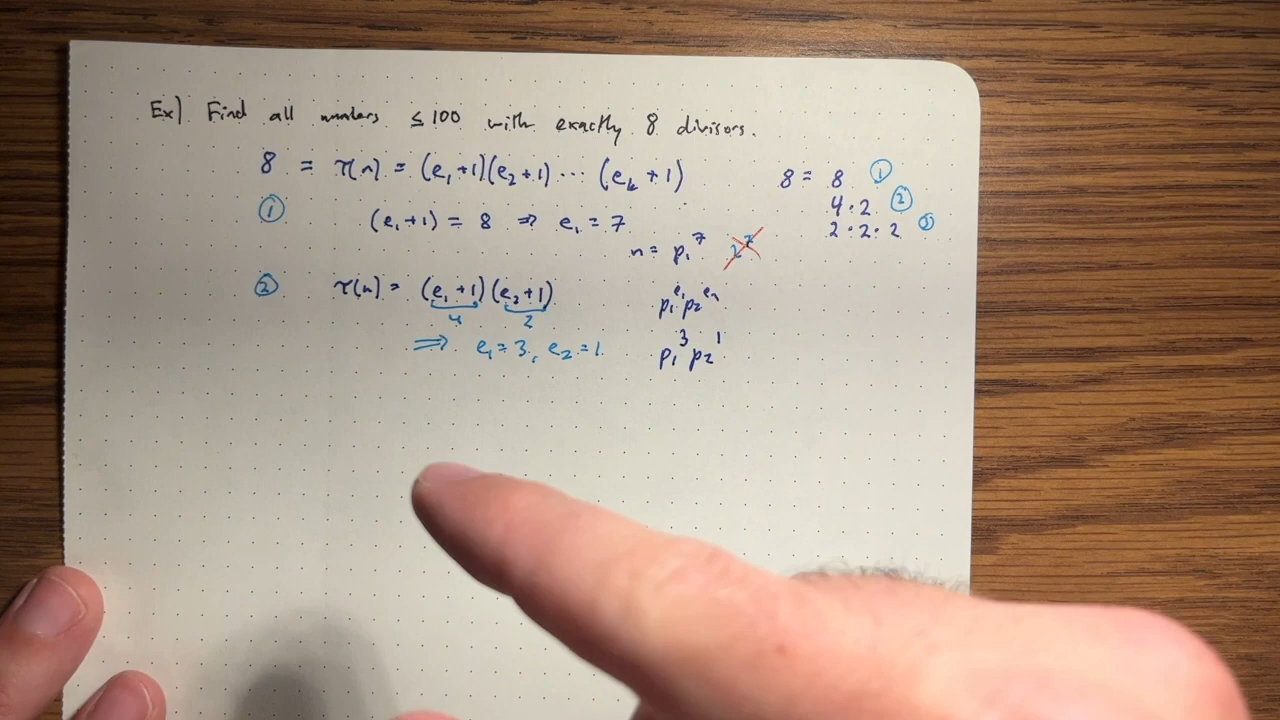 Ex) Find all numbers ≤ 100 with exactly 8 divisors.
8 = τ(n) = (e₁+1)(e₂+1)⋯(eₖ+1)
8 = 8 ①
4·2 ②
2·2·2 ③
① (e₁+1) = 8 ⇒ e₁ = 7
n = p₁⁷ 2⁷
② τ(n) = (e₁+1)(e₂+1)
4 2
⇒ e₁=3, e₂=1.
p₁^e₁ p₂^e₂
p₁³ p₂¹